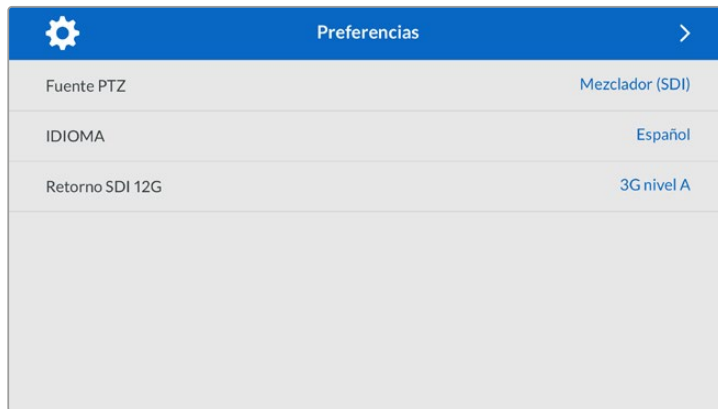 Preferencias
Fuente PTZ Mezclador (SDI)
IDIOMA Español
Retorno SDI 12G 3G nivel A